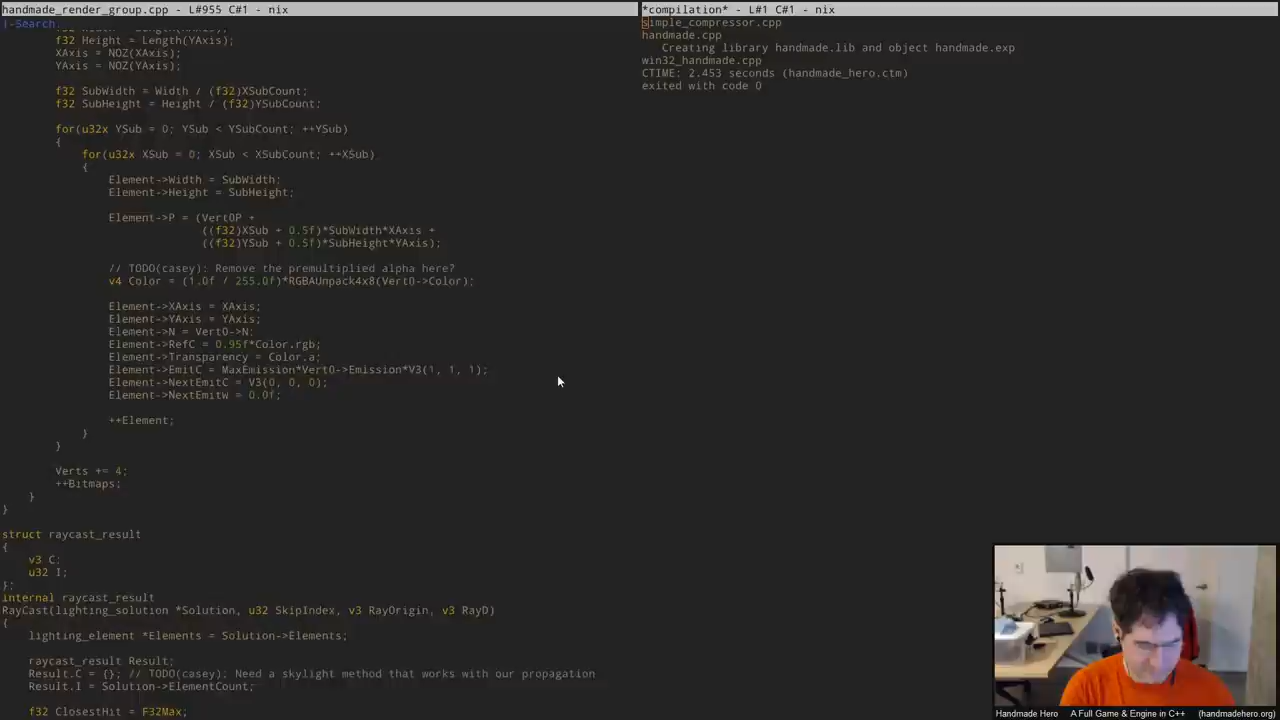 handmade_render_group.cpp - L#955 C#1 - nix
I-Search:
f32 Height = Length(YAxis);
XAxis = NOZ(XAxis);
YAxis = NOZ(YAxis);
f32 SubWidth = Width / (f32)XSubCount;
f32 SubHeight = Height / (f32)YSubCount;
for(u32x YSub = 0; YSub < YSubCount; ++YSub)
{
for(u32x XSub = 0; XSub < XSubCount; ++XSub)
{
Element->Width = SubWidth;
Element->Height = SubHeight;
Element->P = (Vert0P +
((f32)XSub + 0.5f)*SubWidth*XAxis +
((f32)YSub + 0.5f)*SubHeight*YAxis);
// TODO(casey): Remove the premultiplied alpha here?
v4 Color = (1.0f / 255.0f)*RGBAUnpack4x8(Vert0->Color);
Element->XAxis = XAxis;
Element->YAxis = YAxis;
Element->N = Vert0->N;
Element->RefC = 0.95f*Color.rgb;
Element->Transparency = Color.a;
Element->EmitC = MaxEmission*Vert0->Emission*V3(1, 1, 1);
Element->NextEmitC = V3(0, 0, 0);
Element->NextEmitW = 0.0f;
++Element;
}
}
Verts += 4;
++Bitmaps;
}
}
struct raycast_result
{
v3 C;
u32 I;
};
internal raycast_result
RayCast(lighting_solution *Solution, u32 SkipIndex, v3 RayOrigin, v3 RayD)
{
lighting_element *Elements = Solution->Elements;
raycast_result Result;
Result.C = {}; // TODO(casey): Need a skylight method that works with our propagation
Result.I = Solution->ElementCount;
f32 ClosestHit = F32Max;
*compilation* - L#1 C#1 - nix
simple_compressor.cpp
handmade.cpp
Creating library handmade.lib and object handmade.exp
win32_handmade.cpp
CTIME: 2.453 seconds (handmade_hero.ctm)
exited with code 0
Handmade Hero A Full Game & Engine in C++ (handmadehero.org)